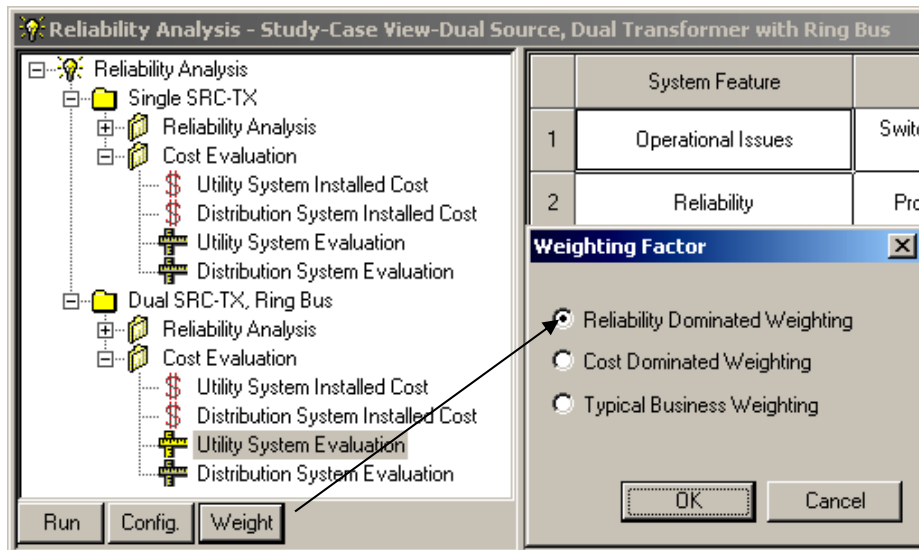 Reliability Analysis - Study-Case View-Dual Source, Dual Transformer with Ring Bus
Reliability Analysis
Single SRC-TX
Reliability Analysis
Cost Evaluation
Utility System Installed Cost
Distribution System Installed Cost
Utility System Evaluation
Distribution System Evaluation
Dual SRC-TX, Ring Bus
Reliability Analysis
Cost Evaluation
Utility System Installed Cost
Distribution System Installed Cost
Utility System Evaluation
Distribution System Evaluation
Run Config. Weight
System Feature
1 Operational Issues
2 Reliability
Weighting Factor
Reliability Dominated Weighting
Cost Dominated Weighting
Typical Business Weighting
OK Cancel